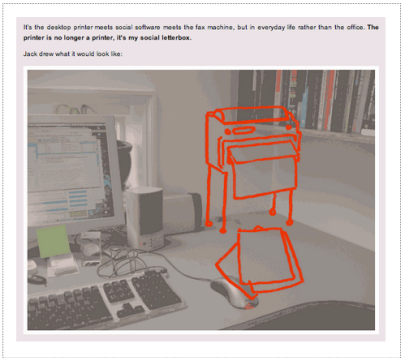 It's the desktop printer meets social software meets the fax machine, but in everyday life rather than the office. The
printer is no longer a printer, it's my social letterbox.
Jack drew what it would look like: